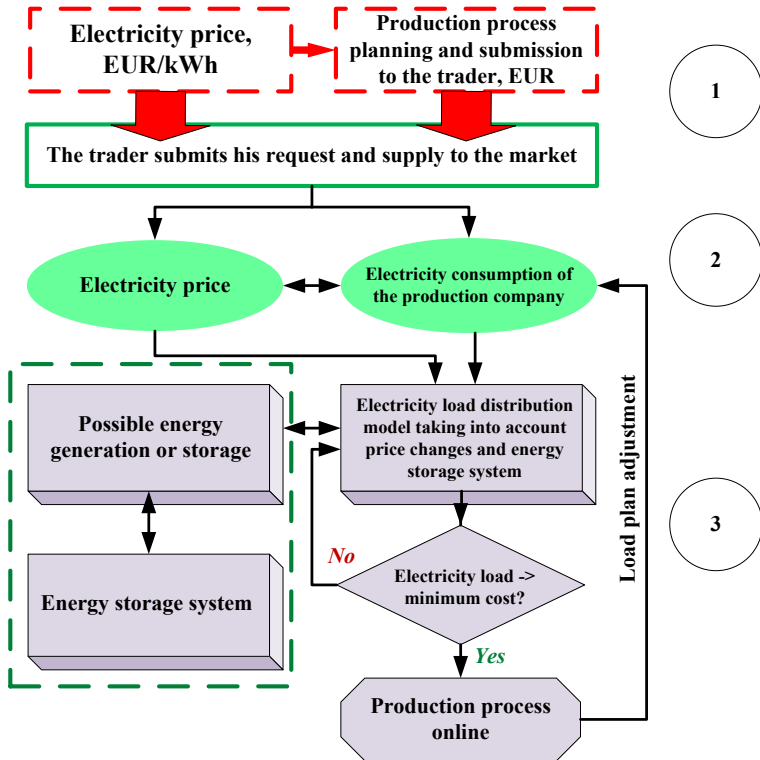 Electricity price,
EUR/kWh
Production process
planning and submission
to the trader, EUR
1
The trader submits his request and supply to the market
2
Electricity price
Electricity consumption of
the production company
Possible energy
generation or storage
Electricity load distribution
model taking into account
price changes and energy
storage system
Load plan adjustment
3
No
Electricity load ->
minimum cost?
Energy storage system
Yes
Production process
online